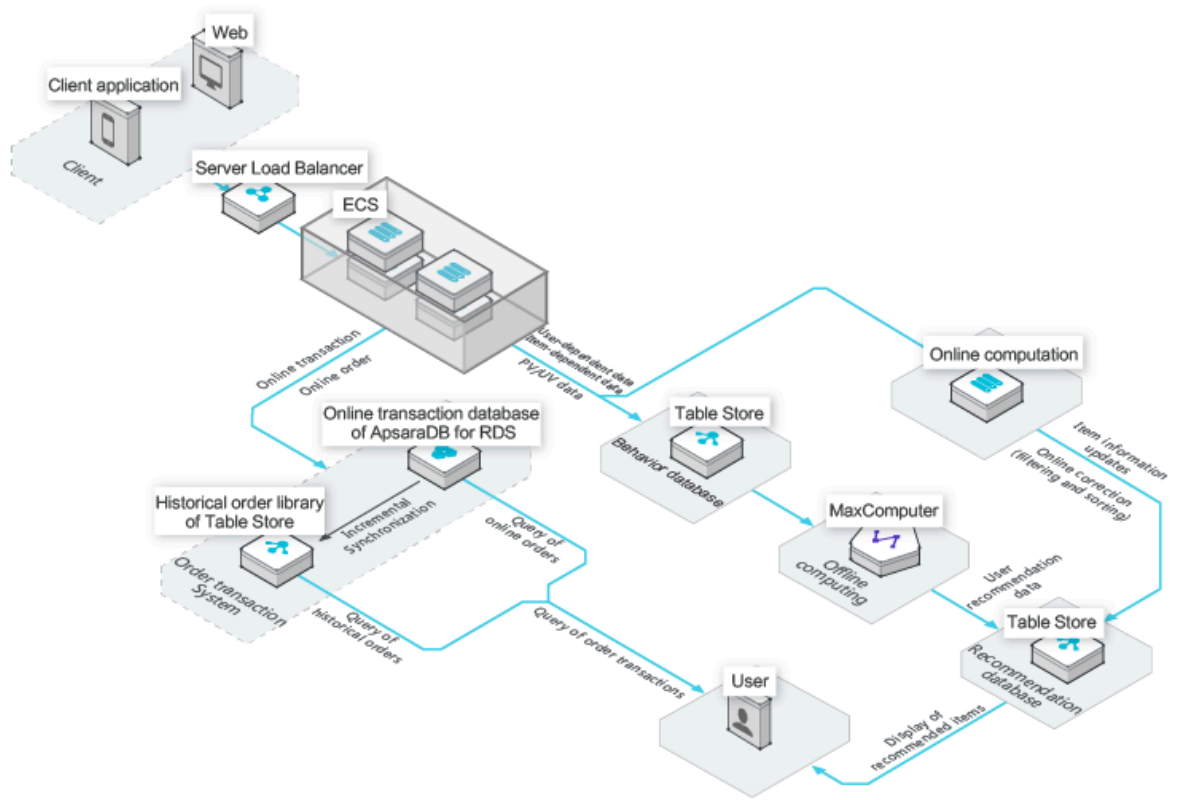 Web
Client application
Client
Server Load Balancer
ECS
Online transaction
Online order
User-dependent data
Item-dependent data
PV/UV data
Online computation
Table Store
Behavior database
Item information
updates
Online correction
(filtering and sorting)
Online transaction database
of ApsaraDB for RDS
Historical order library
of Table Store
Incremental
Synchronization
Order transaction
System
Query of
online orders
Query of
historical orders
Query of order transactions
MaxComputer
Offline
computing
User
recommendation
data
Table Store
Recommendation
database
User
Display of
recommended items